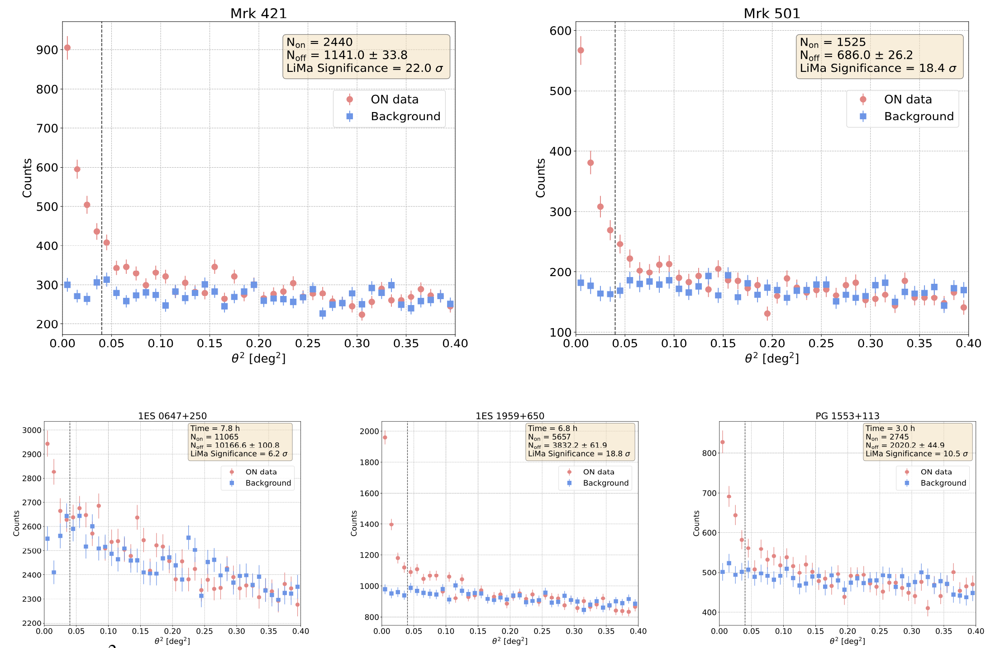 Mrk 421
N_on = 2440
N_off = 1141.0 ± 33.8
LiMa Significance = 22.0 σ
ON data
Background
900
800
700
600
500
400
300
200
Counts
0.00 0.05 0.10 0.15 0.20 0.25 0.30 0.35 0.40
θ² [deg²]
Mrk 501
N_on = 1525
N_off = 686.0 ± 26.2
LiMa Significance = 18.4 σ
ON data
Background
600
500
400
300
200
100
Counts
0.00 0.05 0.10 0.15 0.20 0.25 0.30 0.35 0.40
θ² [deg²]
1ES 0647+250
Time = 7.8 h
N_on = 11065
N_off = 10166.6 ± 100.8
LiMa Significance = 6.2 σ
ON data
Background
3000
2900
2800
2700
2600
2500
2400
2300
2200
Counts
0.00 0.05 0.10 0.15 0.20 0.25 0.30 0.35 0.40
θ² [deg²]
1ES 1959+650
Time = 6.8 h
N_on = 5657
N_off = 3832.2 ± 61.9
LiMa Significance = 18.8 σ
ON data
Background
2000
1800
1600
1400
1200
1000
800
Counts
0.00 0.05 0.10 0.15 0.20 0.25 0.30 0.35 0.40
θ² [deg²]
PG 1553+113
Time = 3.0 h
N_on = 2745
N_off = 2020.2 ± 44.9
LiMa Significance = 10.5 σ
ON data
Background
800
700
600
500
400
Counts
0.00 0.05 0.10 0.15 0.20 0.25 0.30 0.35 0.40
θ² [deg²]